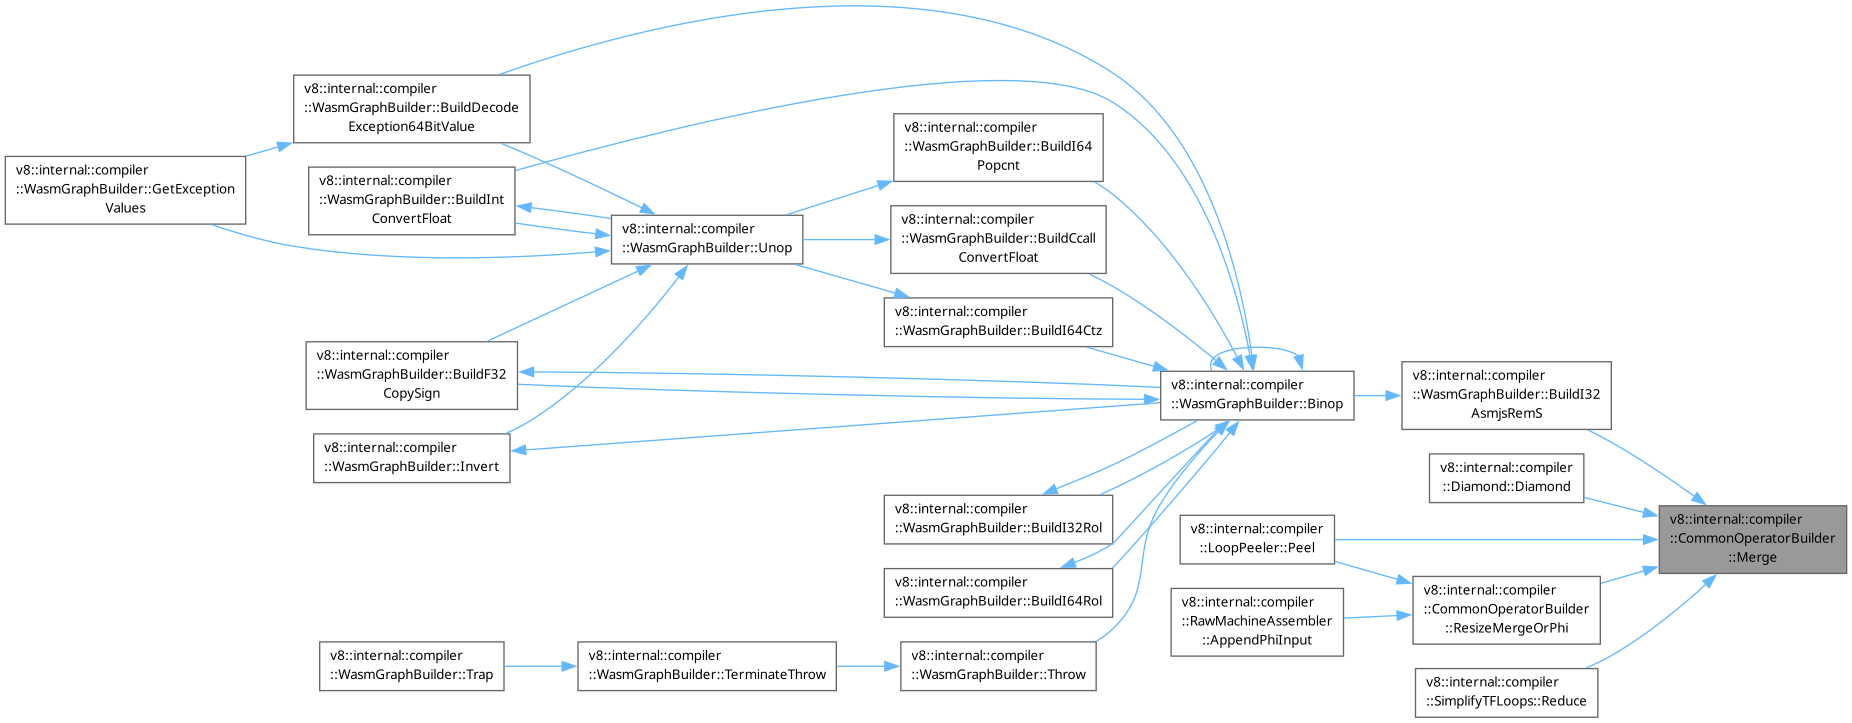 v8::internal::compiler
::WasmGraphBuilder::BuildDecode
Exception64BitValue
v8::internal::compiler
::WasmGraphBuilder::GetException
Values
v8::internal::compiler
::WasmGraphBuilder::BuildInt
ConvertFloat
v8::internal::compiler
::WasmGraphBuilder::Unop
v8::internal::compiler
::WasmGraphBuilder::BuildI64
Popcnt
v8::internal::compiler
::WasmGraphBuilder::BuildCcall
ConvertFloat
v8::internal::compiler
::WasmGraphBuilder::BuildI64Ctz
v8::internal::compiler
::WasmGraphBuilder::BuildF32
CopySign
v8::internal::compiler
::WasmGraphBuilder::Invert
v8::internal::compiler
::WasmGraphBuilder::Binop
v8::internal::compiler
::WasmGraphBuilder::BuildI32
AsmjsRemS
v8::internal::compiler
::Diamond::Diamond
v8::internal::compiler
::CommonOperatorBuilder
::Merge
v8::internal::compiler
::WasmGraphBuilder::BuildI32Rol
v8::internal::compiler
::LoopPeeler::Peel
v8::internal::compiler
::WasmGraphBuilder::BuildI64Rol
v8::internal::compiler
::RawMachineAssembler
::AppendPhiInput
v8::internal::compiler
::CommonOperatorBuilder
::ResizeMergeOrPhi
v8::internal::compiler
::WasmGraphBuilder::Trap
v8::internal::compiler
::WasmGraphBuilder::TerminateThrow
v8::internal::compiler
::WasmGraphBuilder::Throw
v8::internal::compiler
::SimplifyTFLoops::Reduce